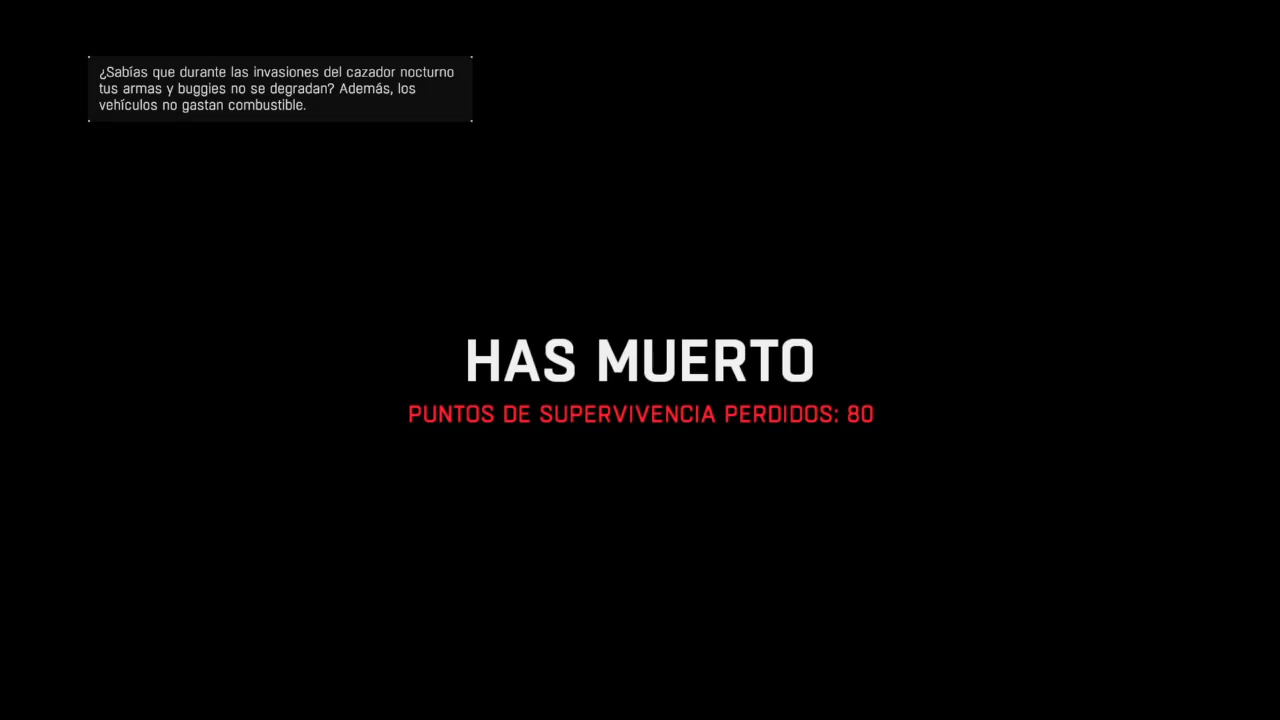 ¿Sabías que durante las invasiones del cazador nocturno
tus armas y buggies no se degradan? Además, los
vehículos no gastan combustible.
HAS MUERTO
PUNTOS DE SUPERVIVENCIA PERDIDOS: 80